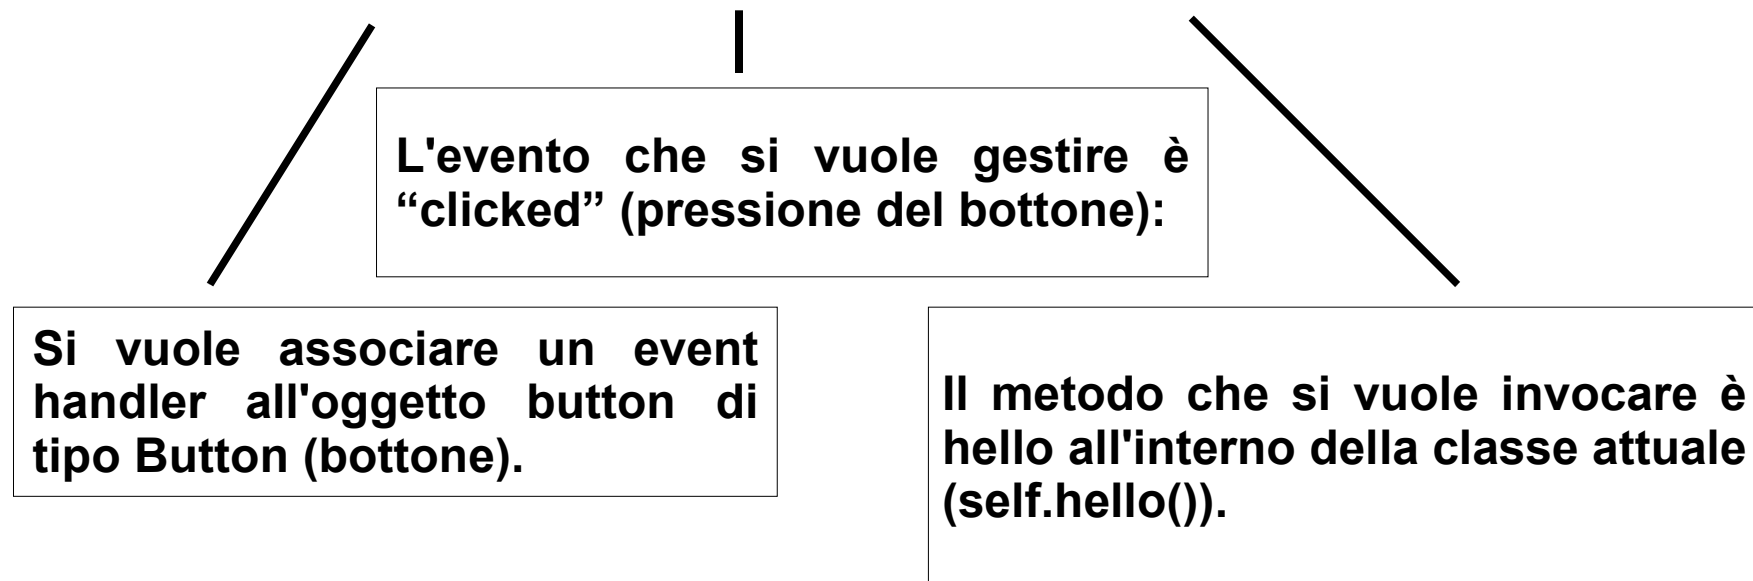 L'evento che si vuole gestire è
“clicked” (pressione del bottone):
Si vuole associare un event
handler all'oggetto button di
tipo Button (bottone).
Il metodo che si vuole invocare è
hello all'interno della classe attuale
(self.hello()).